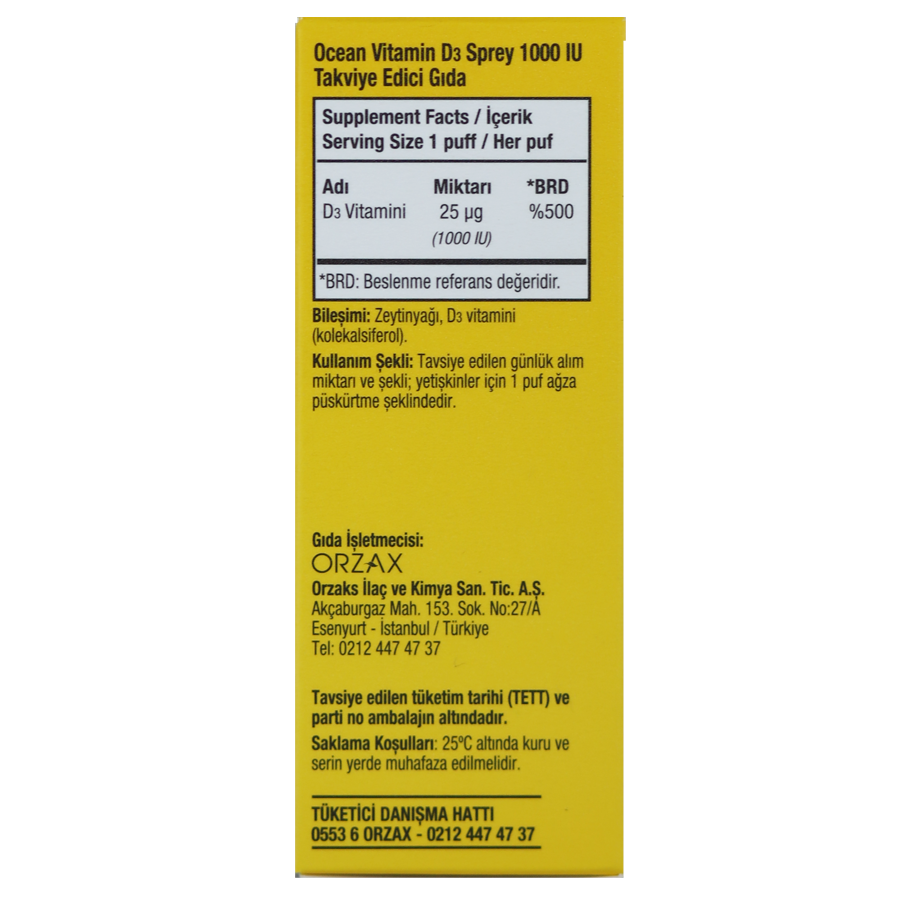 Ocean Vitamin D3 Sprey 1000 IU
Takviye Edici Gıda
Supplement Facts / İçerik
Serving Size 1 puff / Her puf
Adı Miktarı *BRD
D3 Vitamini 25 µg %500
(1000 IU)
*BRD: Beslenme referans değeridir.
Bileşimi: Zeytinyağı, D3 vitamini
(kolekalsiferol).
Kullanım Şekli: Tavsiye edilen günlük alım
miktarı ve şekli; yetişkinler için 1 puf ağza
püskürtme şeklindedir.
Gıda İşletmecisi:
ORZAX
Orzaks İlaç ve Kimya San. Tic. A.Ş.
Akçaburgaz Mah. 153. Sok. No:27/A
Esenyurt - İstanbul / Türkiye
Tel: 0212 447 47 37
Tavsiye edilen tüketim tarihi (TETT) ve
parti no ambalajın altındadır.
Saklama Koşulları: 25ºC altında kuru ve
serin yerde muhafaza edilmelidir.
TÜKETİCİ DANIŞMA HATTI
0553 6 ORZAX - 0212 447 47 37